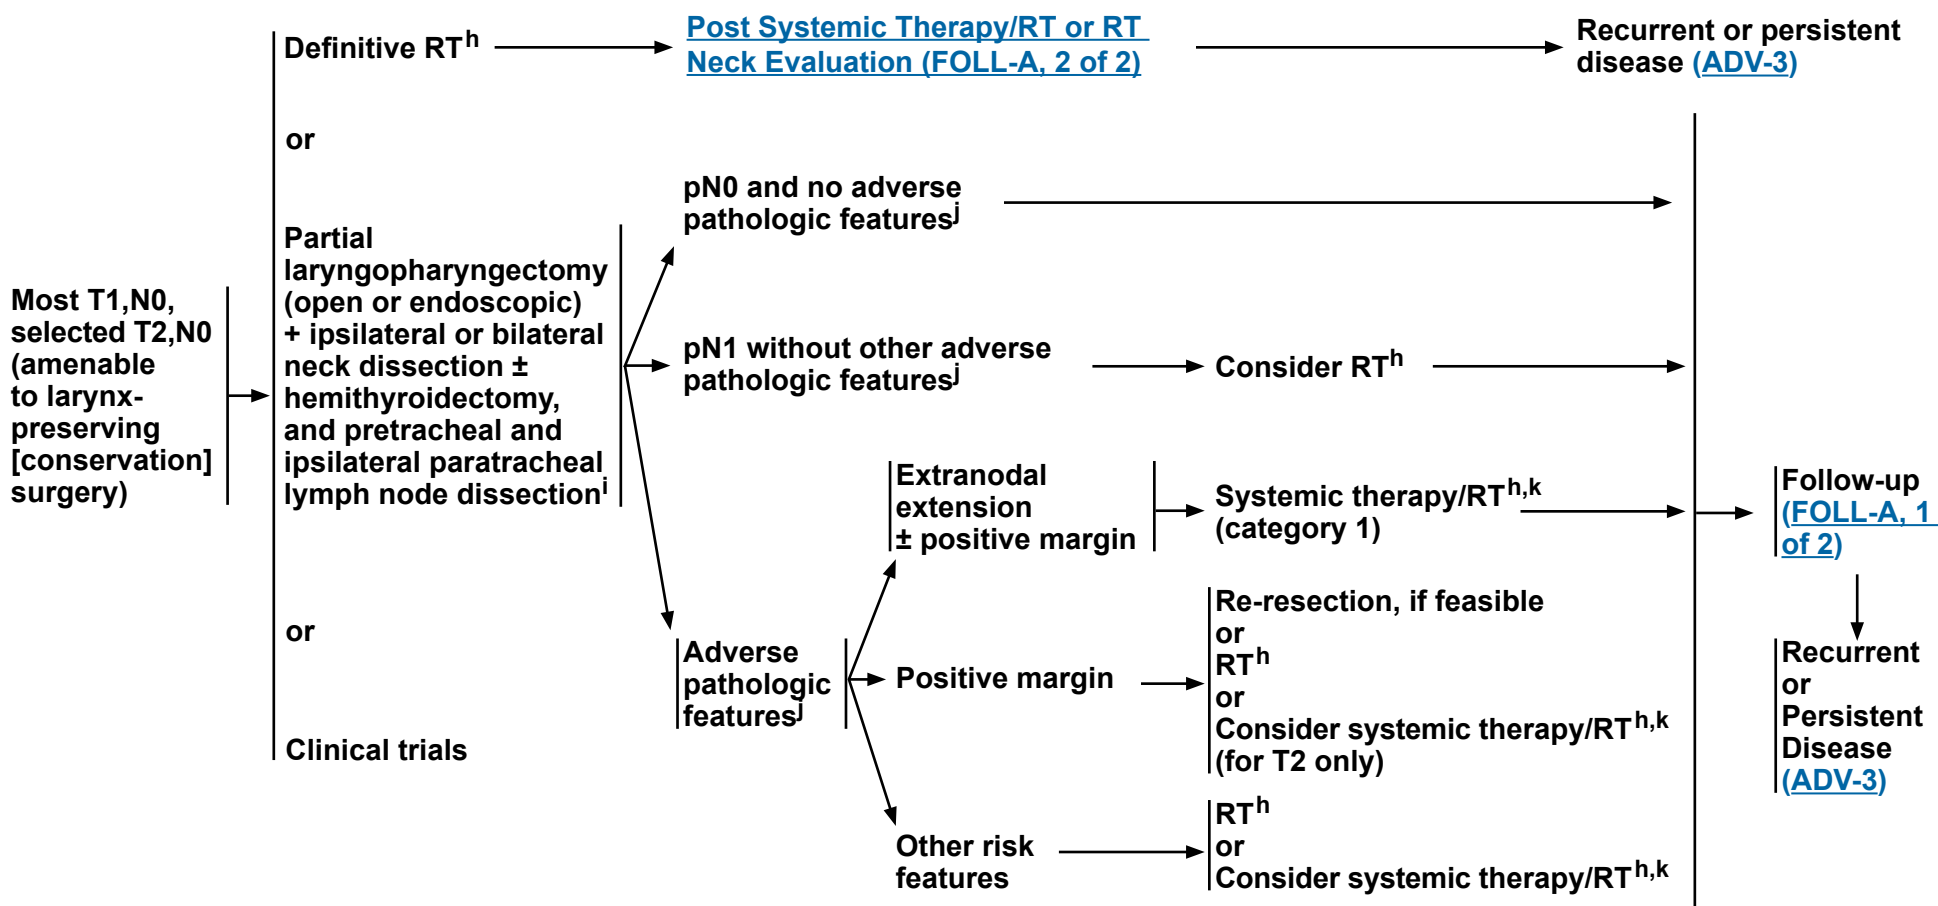 Definitive RTʰ
Post Systemic Therapy/RT or RT
Neck Evaluation (FOLL-A, 2 of 2)
Recurrent or persistent
disease (ADV-3)
or
Most T1,N0,
selected T2,N0
(amenable
to larynx-
preserving
[conservation]
surgery)
Partial
laryngopharyngectomy
(open or endoscopic)
+ ipsilateral or bilateral
neck dissection ±
hemithyroidectomy,
and pretracheal and
ipsilateral paratracheal
lymph node dissectionⁱ
or
Clinical trials
pN0 and no adverse
pathologic featuresʲ
pN1 without other adverse
pathologic featuresʲ
Consider RTʰ
Adverse
pathologic
featuresʲ
Extranodal
extension
± positive margin
Systemic therapy/RTʰ,ᵏ
(category 1)
Positive margin
Re-resection, if feasible
or
RTʰ
or
Consider systemic therapy/RTʰ,ᵏ
(for T2 only)
Other risk
features
RTʰ
or
Consider systemic therapy/RTʰ,ᵏ
Follow-up
(FOLL-A, 1
of 2)
Recurrent
or
Persistent
Disease
(ADV-3)